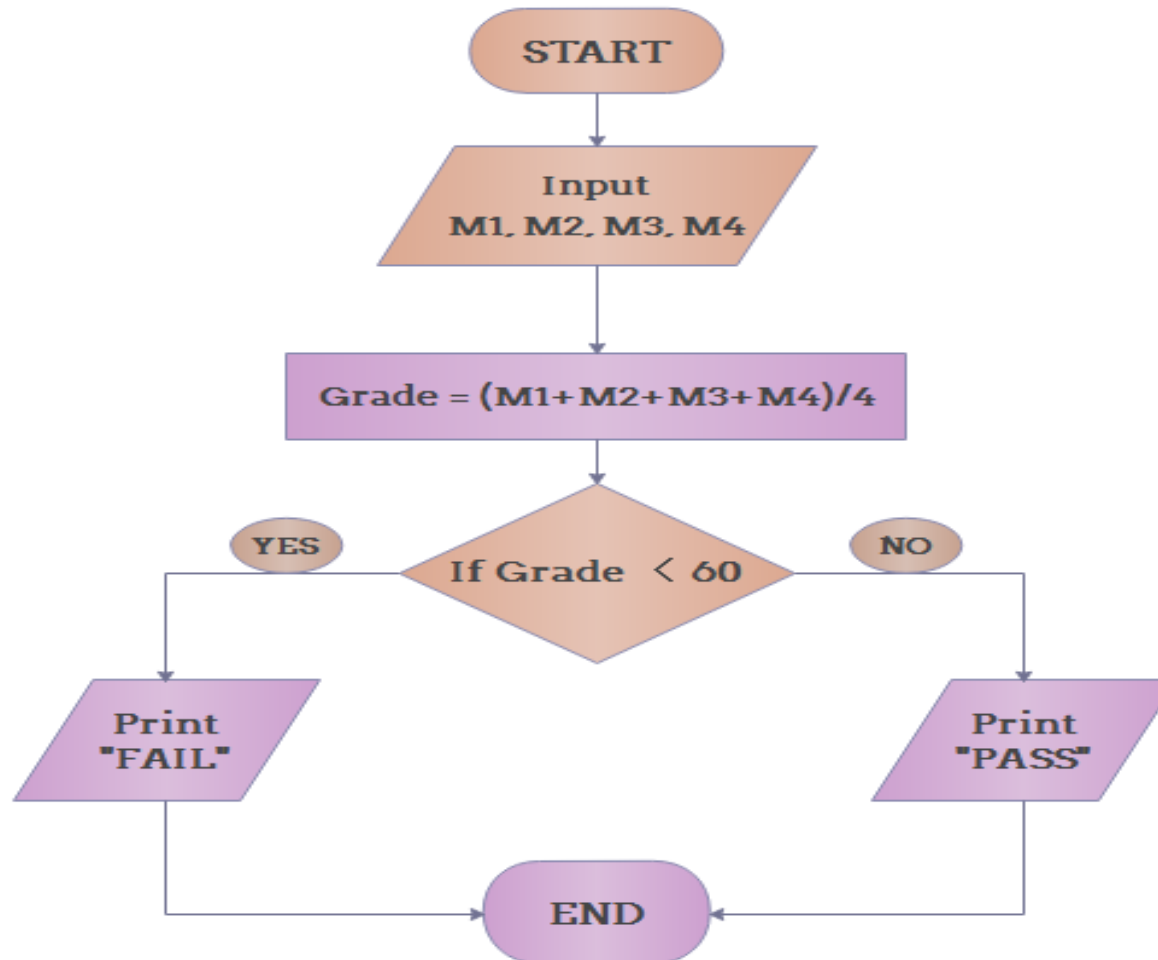 START
Input
M1, M2, M3, M4
Grade = (M1+M2+M3+M4)/4
YES
NO
If Grade < 60
Print
"FAIL"
Print
"PASS"
END